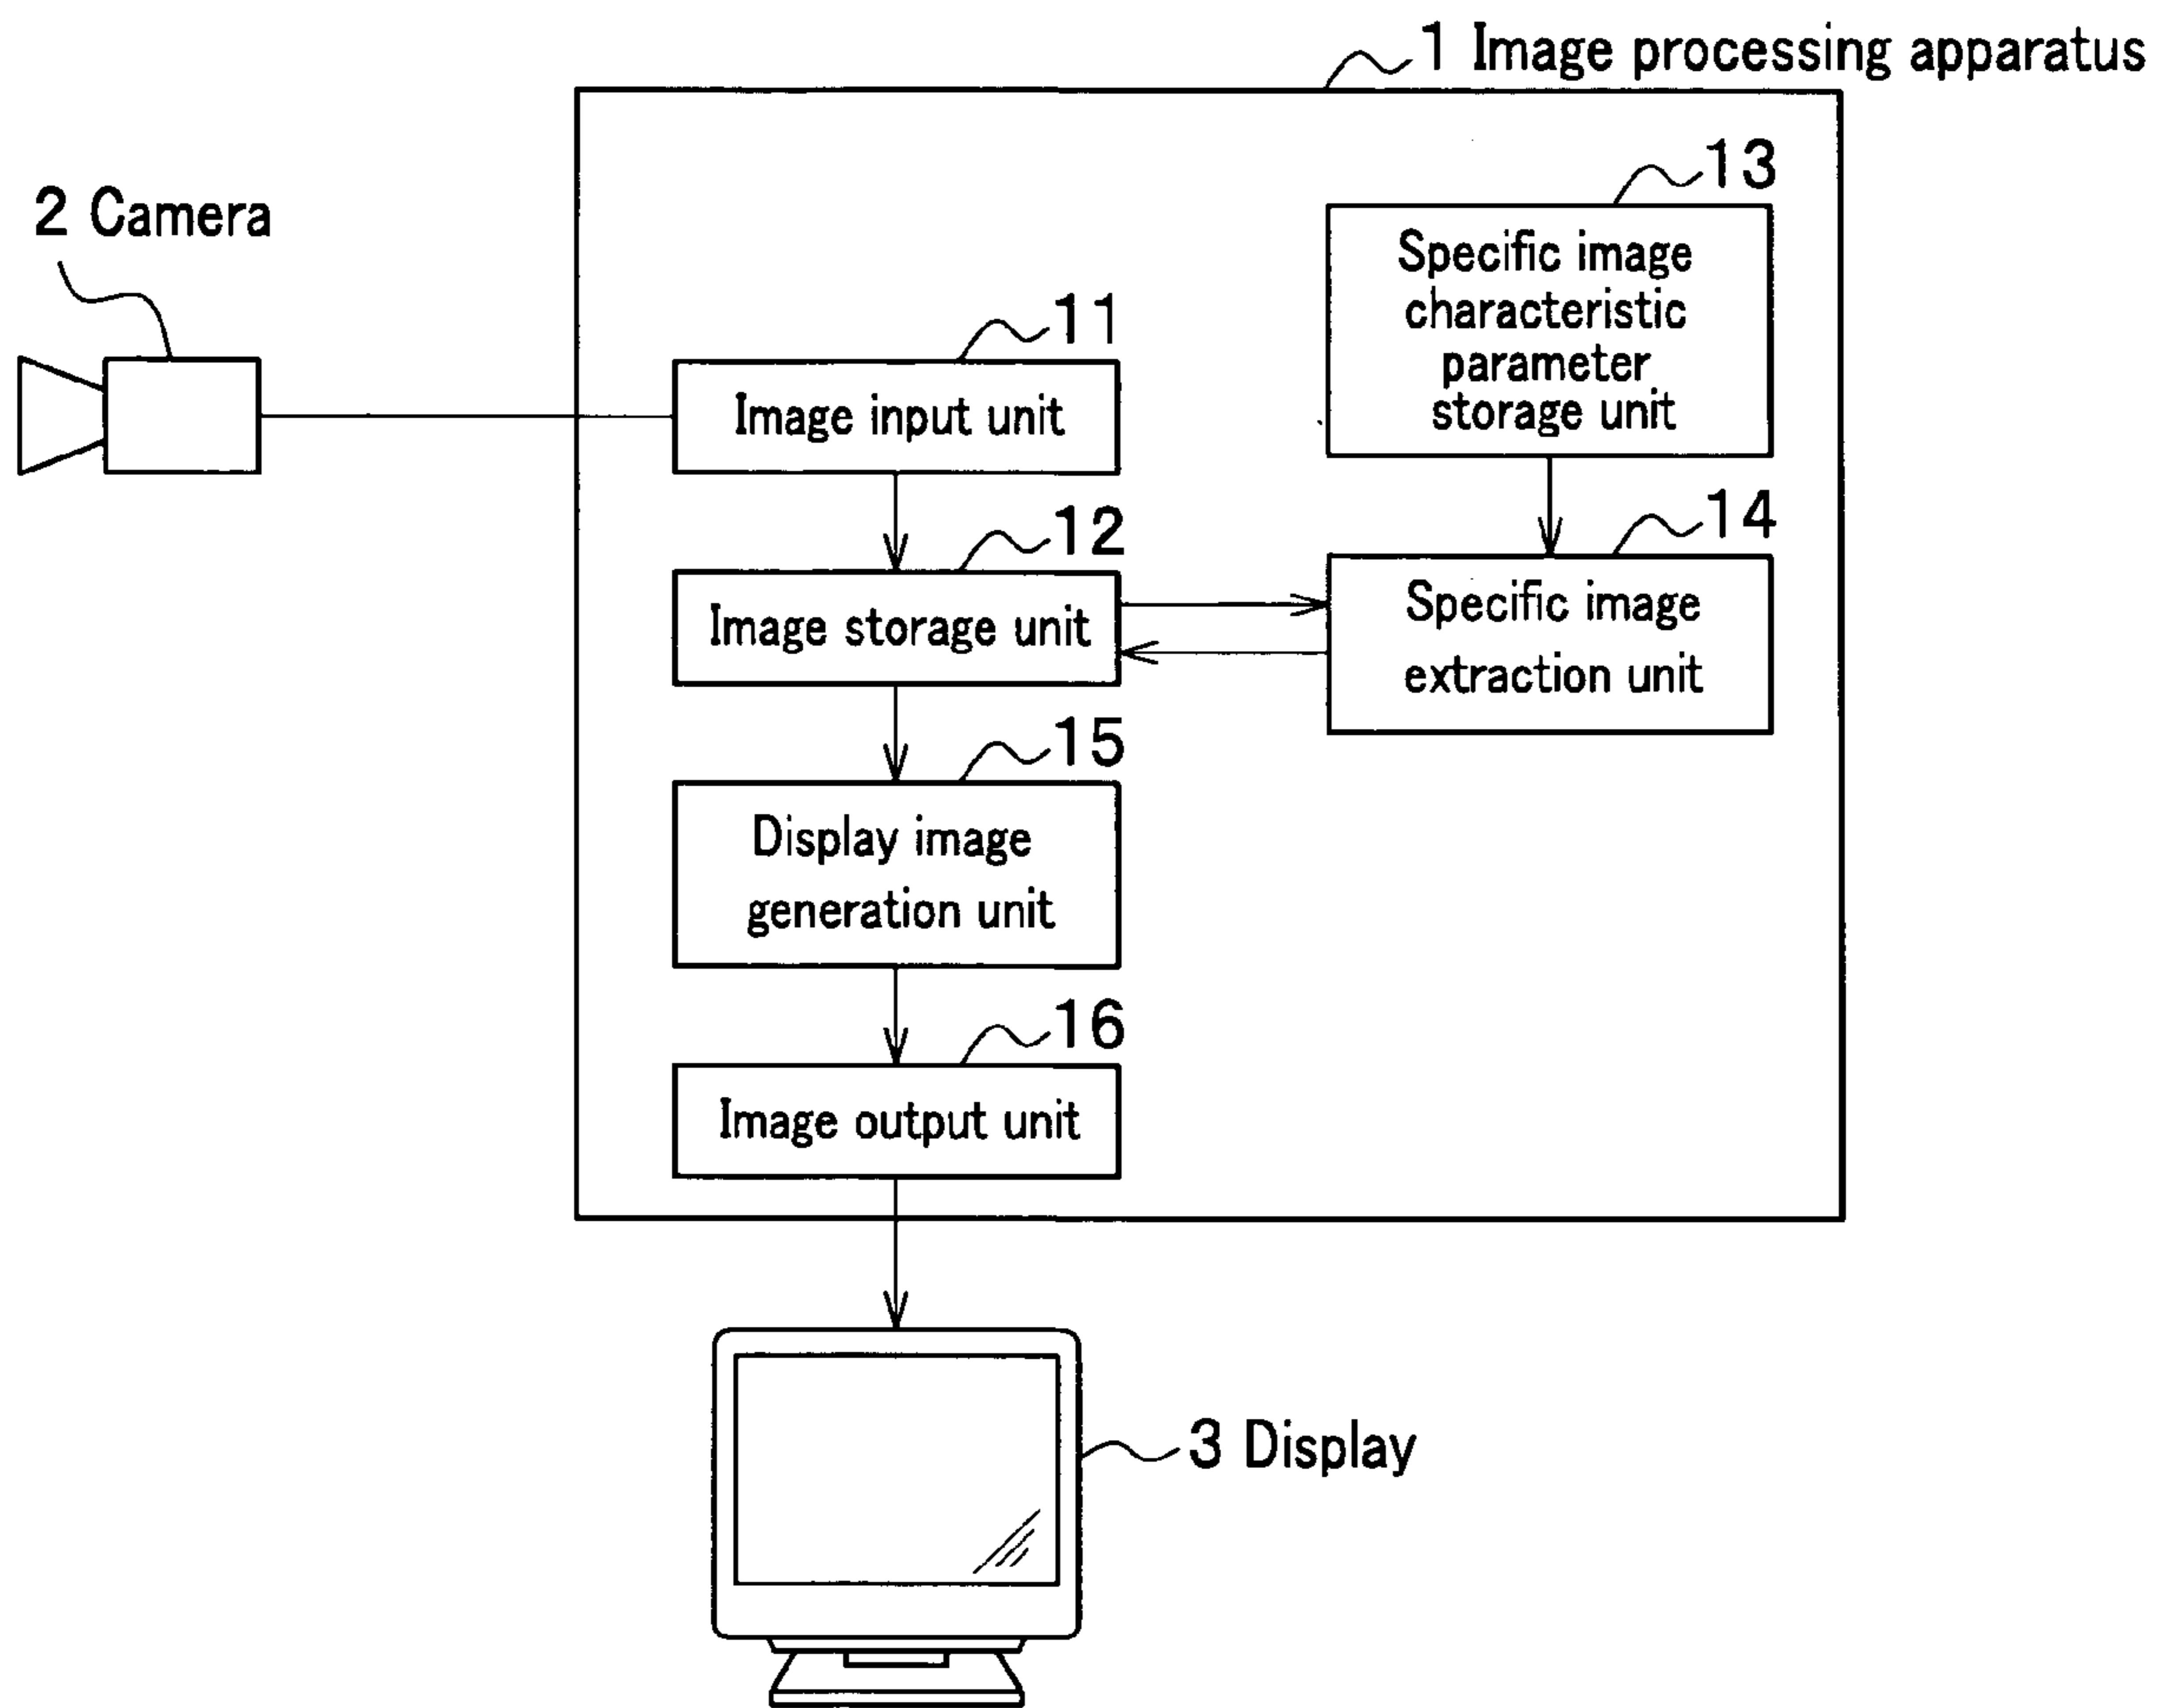 1 Image processing apparatus
2 Camera
13
Specific image
characteristic
parameter
storage unit
11
Image input unit
12
Image storage unit
14
Specific image
extraction unit
15
Display image
generation unit
16
Image output unit
3 Display